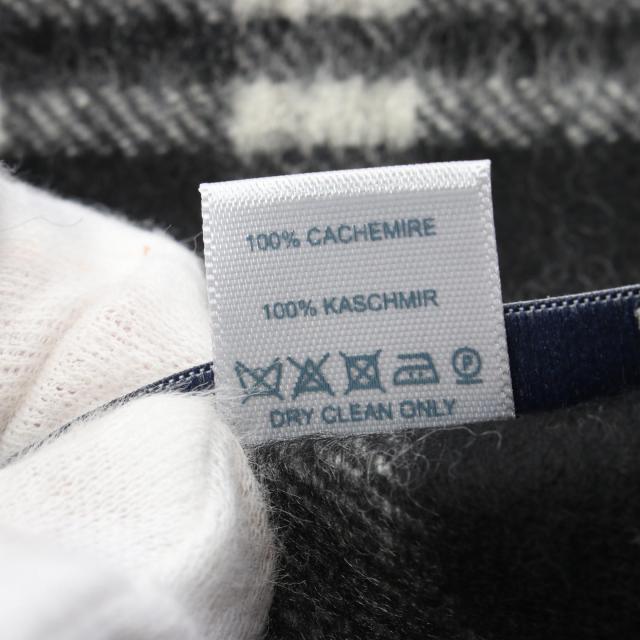 100% CACHEMIRE
100% KASCHMIR
P
DRY CLEAN ONLY